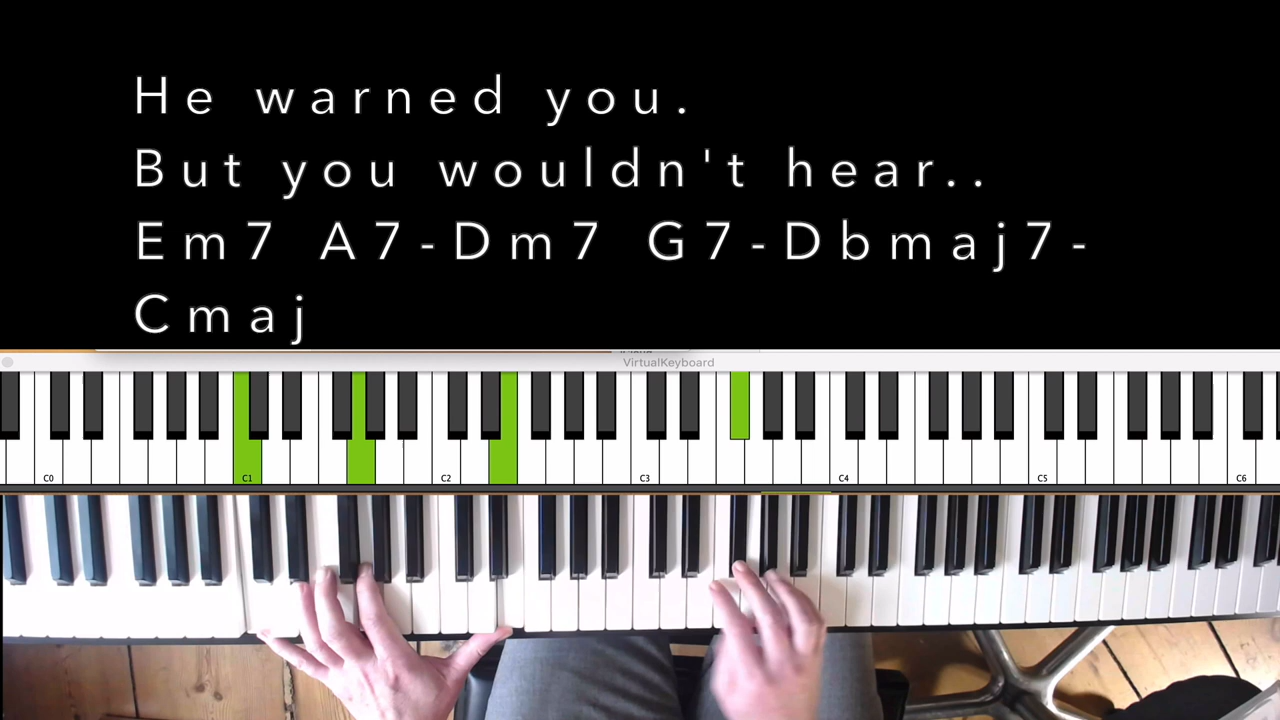 He warned you.
But you wouldn't hear..
Em7 A7-Dm7 G7-Dbmaj7-
Cmaj
VirtualKeyboard
C0 C1 C2 C3 C4 C5 C6